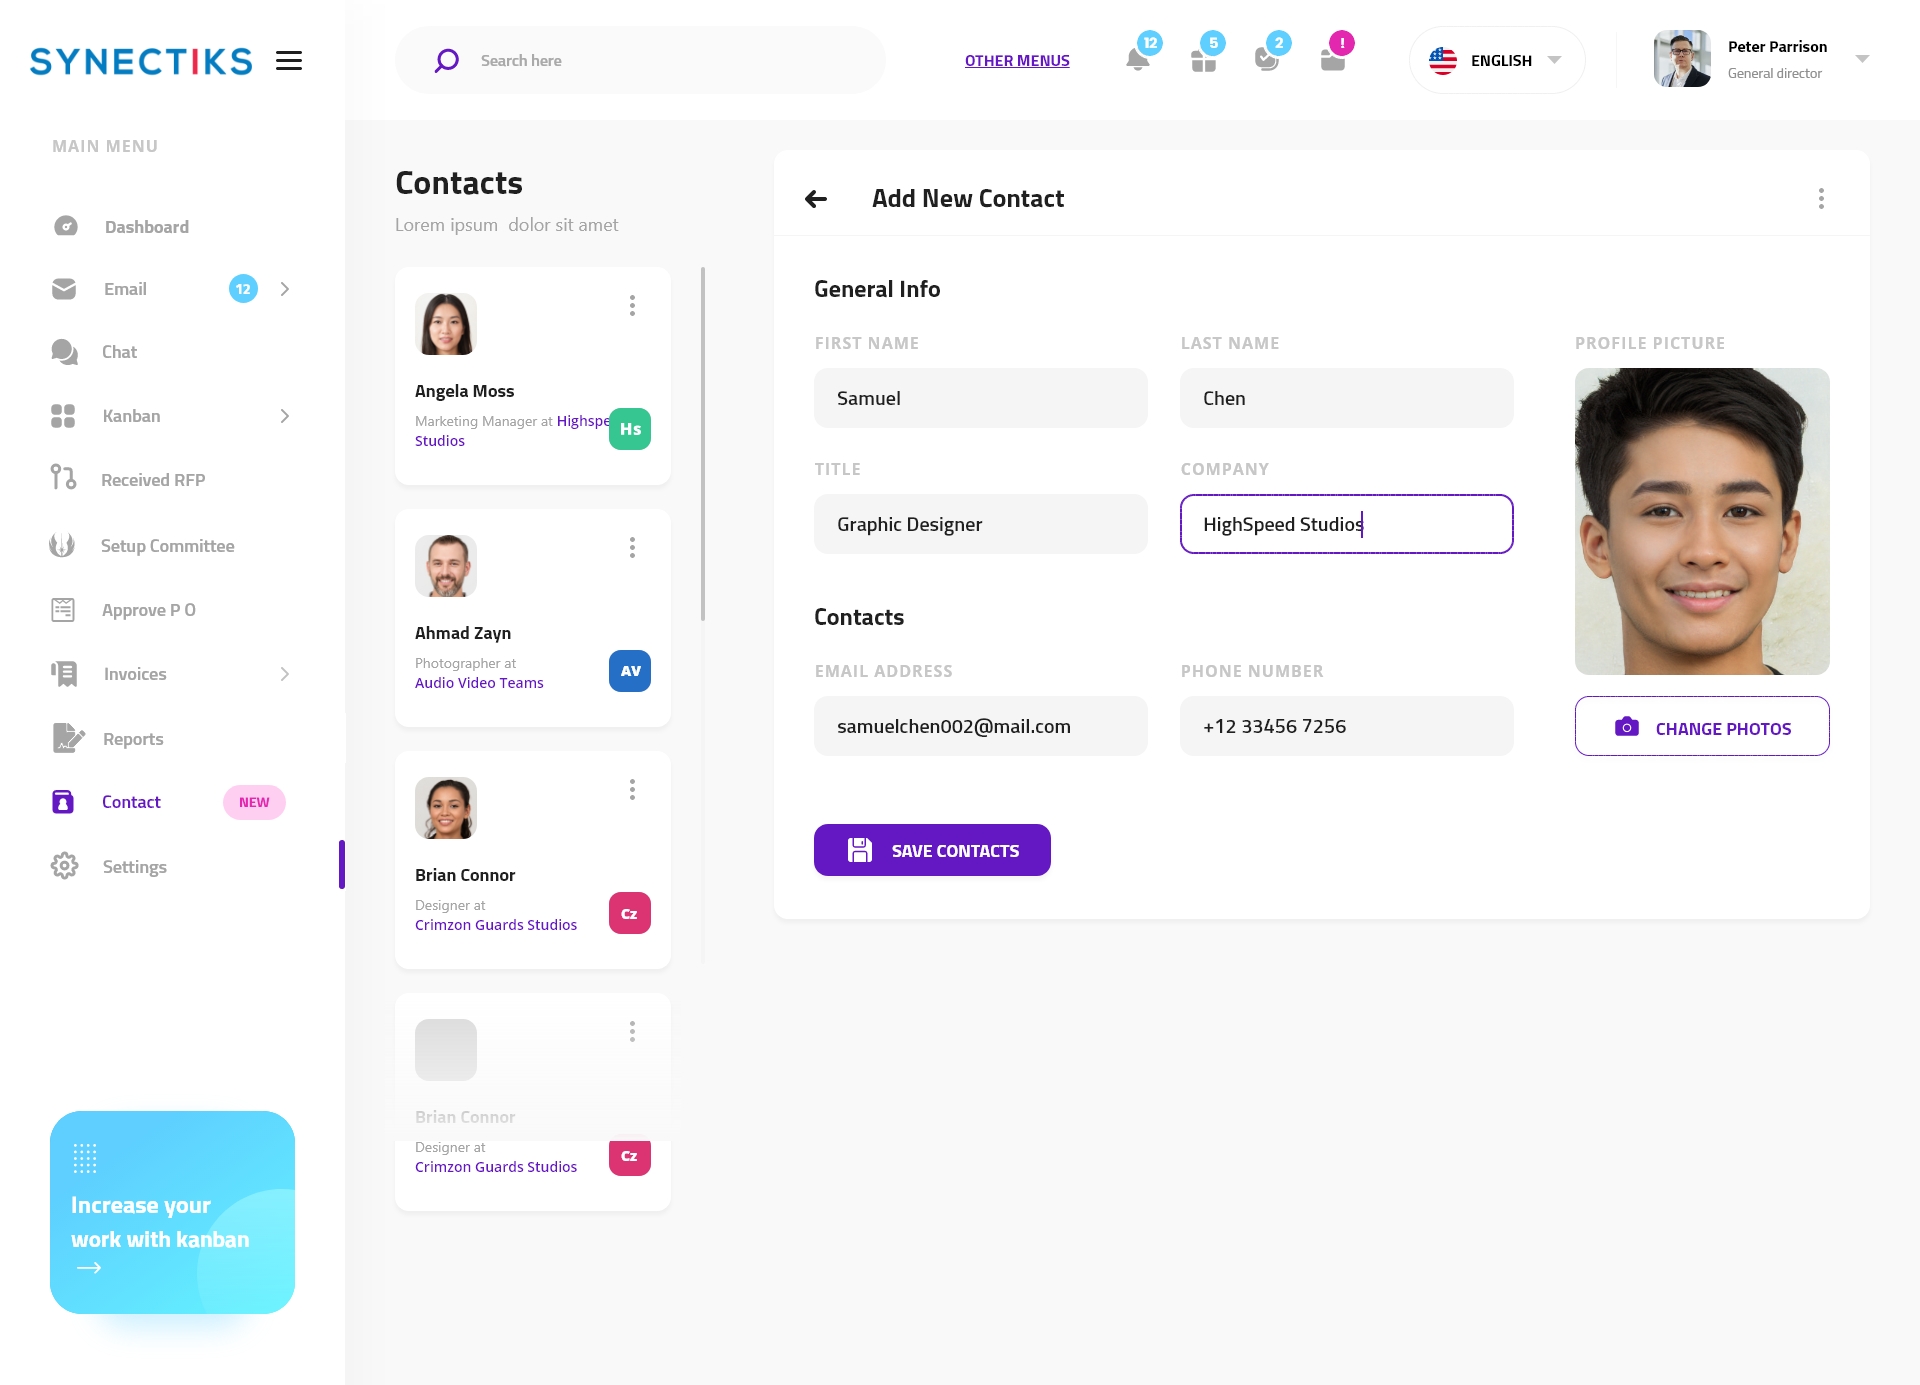 SYNECTIKS
Search here
OTHER MENUS
12
5
2
!
ENGLISH
Peter Parrison
General director
MAIN MENU
Dashboard
Email
12
Chat
Kanban
Received RFP
Setup Committee
Approve P O
Invoices
Reports
Contact
NEW
Settings
Increase your
work with kanban
Contacts
Lorem ipsum dolor sit amet
Angela Moss
Marketing Manager at Highspe
Studios
Hs
Ahmad Zayn
Photographer at
Audio Video Teams
AV
Brian Connor
Designer at
Crimzon Guards Studios
Cz
Brian Connor
Designer at
Crimzon Guards Studios
Cz
Add New Contact
General Info
FIRST NAME
Samuel
LAST NAME
Chen
PROFILE PICTURE
TITLE
Graphic Designer
COMPANY
HighSpeed Studios
Contacts
EMAIL ADDRESS
samuelchen002@mail.com
PHONE NUMBER
+12 33456 7256
CHANGE PHOTOS
SAVE CONTACTS